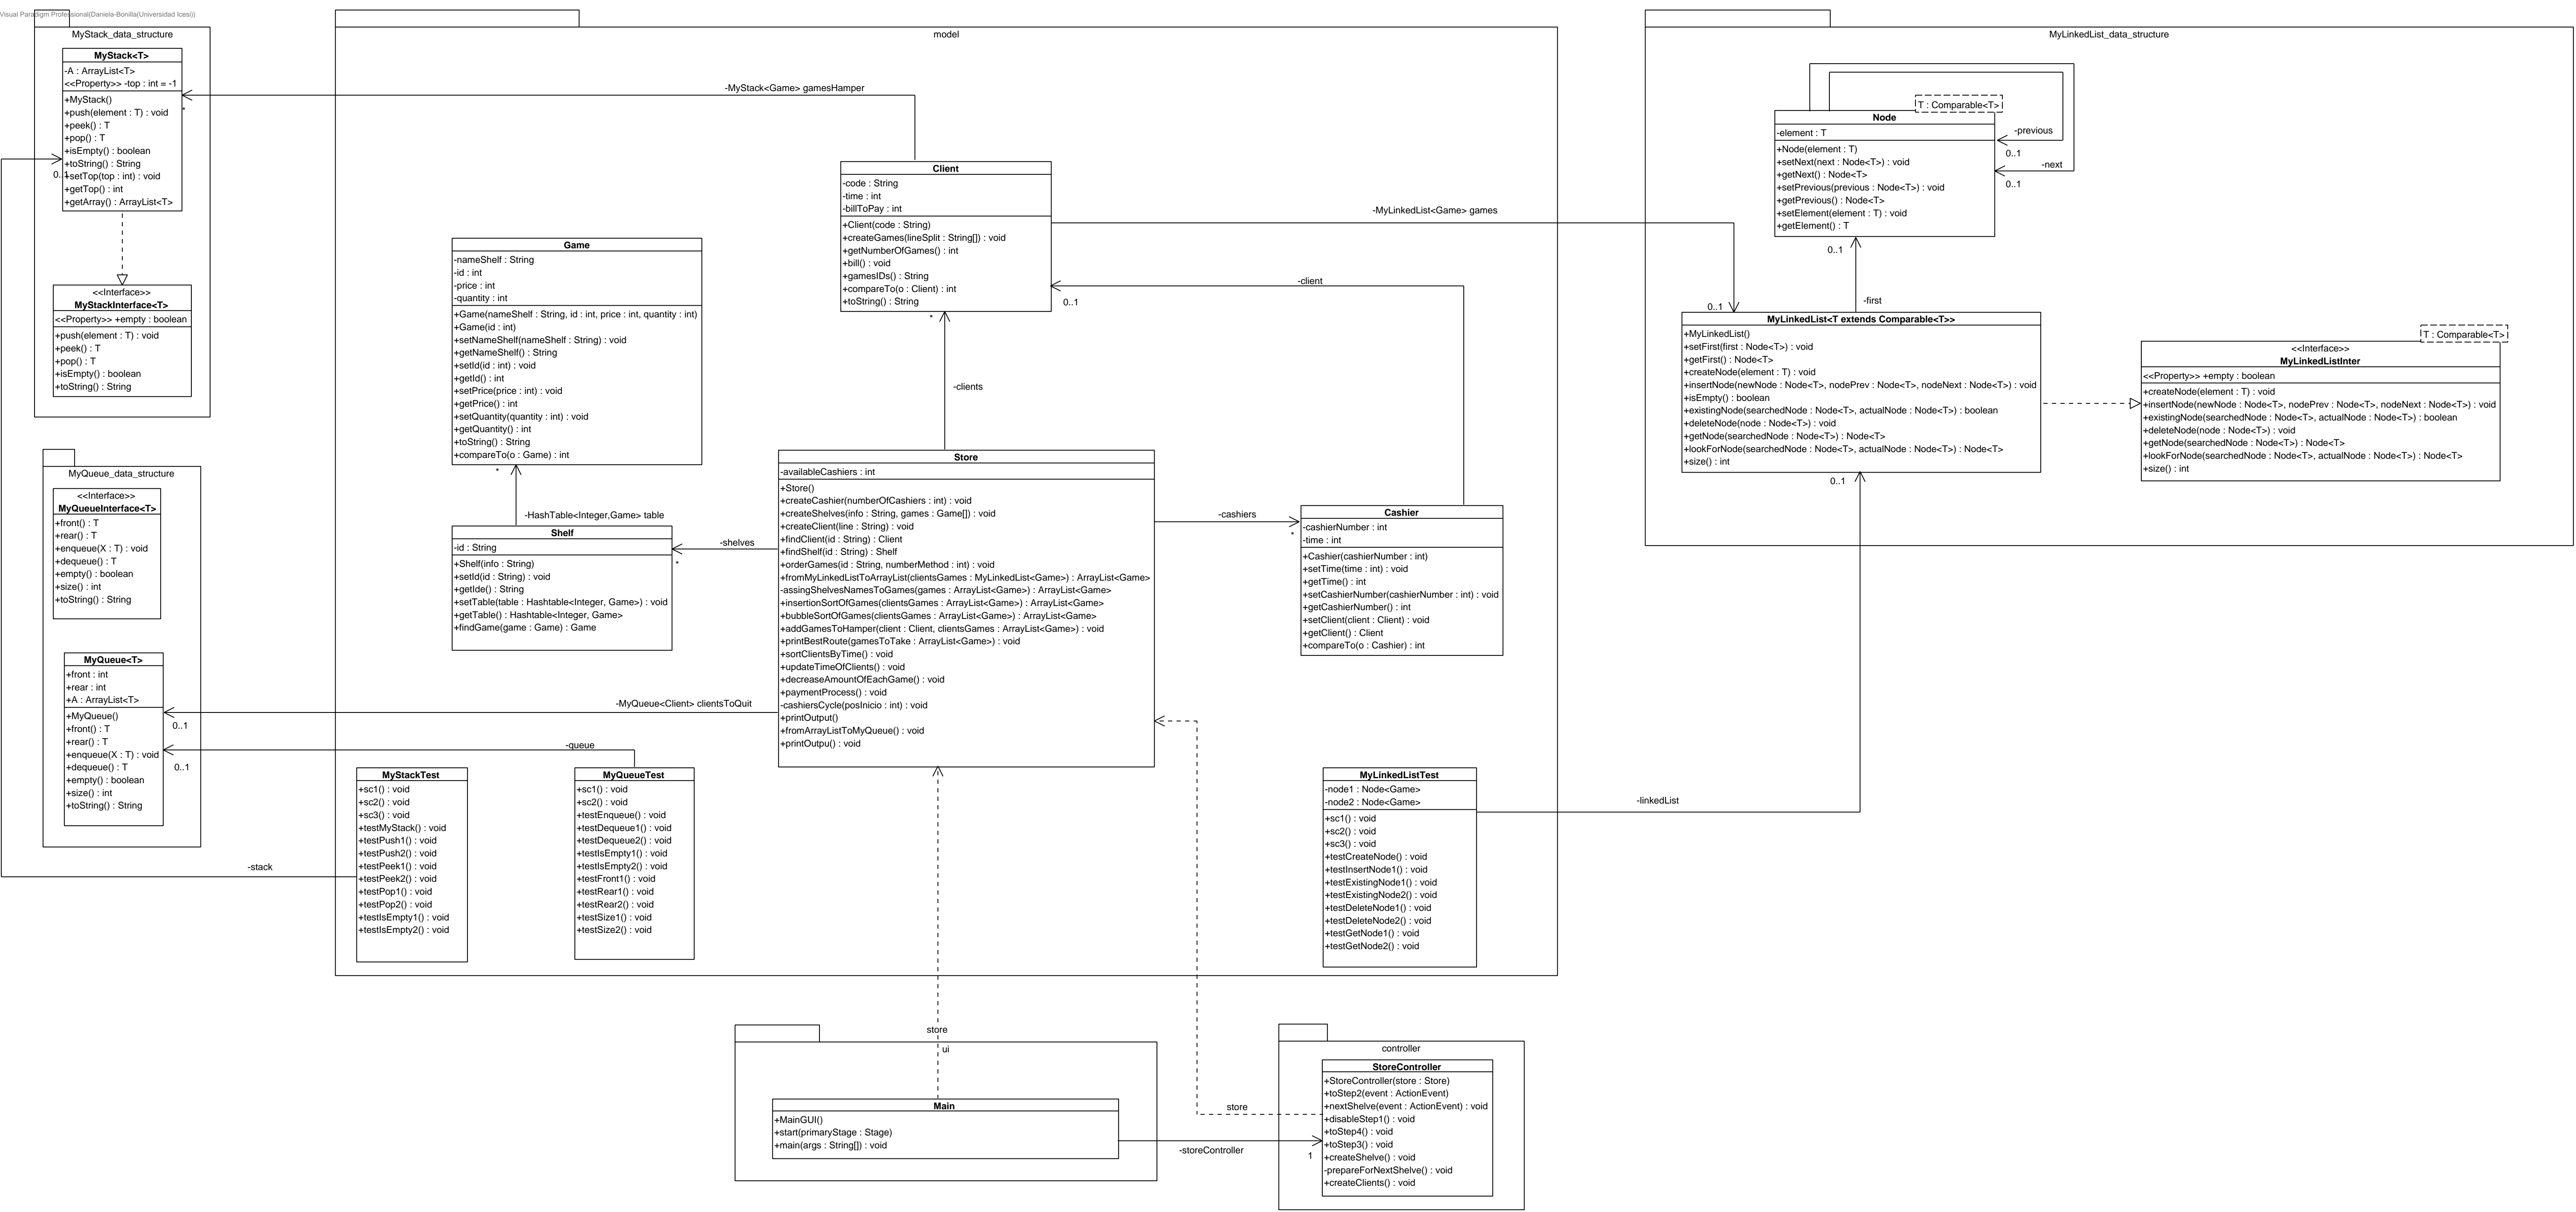 Visual Paradigm Professional(Daniela-Bonilla(Universidad Icesi))
MyStack_data_structure
MyStack<T>
-A : ArrayList<T>
<<Property>> -top : int = -1
+MyStack()
+push(element : T) : void
+peek() : T
+pop() : T
+isEmpty() : boolean
+toString() : String
+setTop(top : int) : void
+getTop() : int
+getArray() : ArrayList<T>
*
0..1
<<Interface>>
MyStackInterface<T>
<<Property>> +empty : boolean
+push(element : T) : void
+peek() : T
+pop() : T
+isEmpty() : boolean
+toString() : String
MyQueue_data_structure
<<Interface>>
MyQueueInterface<T>
+front() : T
+rear() : T
+enqueue(X : T) : void
+dequeue() : T
+empty() : boolean
+size() : int
+toString() : String
MyQueue<T>
+front : int
+rear : int
+A : ArrayList<T>
+MyQueue()
+front() : T
+rear() : T
+enqueue(X : T) : void
+dequeue() : T
+empty() : boolean
+size() : int
+toString() : String
0..1
0..1
-stack
model
-MyStack<Game> gamesHamper
Client
-code : String
-time : int
-billToPay : int
+Client(code : String)
+createGames(lineSplit : String[]) : void
+getNumberOfGames() : int
+bill() : void
+gamesIDs() : String
+compareTo(o : Client) : int
+toString() : String
-MyLinkedList<Game> games
-client
0..1
*
-clients
Game
-nameShelf : String
-id : int
-price : int
-quantity : int
+Game(nameShelf : String, id : int, price : int, quantity : int)
+Game(id : int)
+setNameShelf(nameShelf : String) : void
+getNameShelf() : String
+setId(id : int) : void
+getId() : int
+setPrice(price : int) : void
+getPrice() : int
+setQuantity(quantity : int) : void
+getQuantity() : int
+toString() : String
+compareTo(o : Game) : int
*
-HashTable<Integer,Game> table
Shelf
-id : String
+Shelf(info : String)
+setId(id : String) : void
+getIde() : String
+setTable(table : Hashtable<Integer, Game>) : void
+getTable() : Hashtable<Integer, Game>
+findGame(game : Game) : Game
-shelves
*
Store
-availableCashiers : int
+Store()
+createCashier(numberOfCashiers : int) : void
+createShelves(info : String, games : Game[]) : void
+createClient(line : String) : void
+findClient(id : String) : Client
+findShelf(id : String) : Shelf
+orderGames(id : String, numberMethod : int) : void
+fromMyLinkedListToArrayList(clientsGames : MyLinkedList<Game>) : ArrayList<Game>
-assingShelvesNamesToGames(games : ArrayList<Game>) : ArrayList<Game>
+insertionSortOfGames(clientsGames : ArrayList<Game>) : ArrayList<Game>
+bubbleSortOfGames(clientsGames : ArrayList<Game>) : ArrayList<Game>
+addGamesToHamper(client : Client, clientsGames : ArrayList<Game>) : void
+printBestRoute(gamesToTake : ArrayList<Game>) : void
+sortClientsByTime() : void
+updateTimeOfClients() : void
+decreaseAmountOfEachGame() : void
+paymentProcess() : void
-cashiersCycle(posInicio : int) : void
+printOutput()
+fromArrayListToMyQueue() : void
+printOutpu() : void
-cashiers
*
Cashier
-cashierNumber : int
-time : int
+Cashier(cashierNumber : int)
+setTime(time : int) : void
+getTime() : int
+setCashierNumber(cashierNumber : int) : void
+getCashierNumber() : int
+setClient(client : Client) : void
+getClient() : Client
+compareTo(o : Cashier) : int
-MyQueue<Client> clientsToQuit
-queue
MyStackTest
+sc1() : void
+sc2() : void
+sc3() : void
+testMyStack() : void
+testPush1() : void
+testPush2() : void
+testPeek1() : void
+testPeek2() : void
+testPop1() : void
+testPop2() : void
+testIsEmpty1() : void
+testIsEmpty2() : void
MyQueueTest
+sc1() : void
+sc2() : void
+testEnqueue() : void
+testDequeue1() : void
+testDequeue2() : void
+testIsEmpty1() : void
+testIsEmpty2() : void
+testFront1() : void
+testRear1() : void
+testRear2() : void
+testSize1() : void
+testSize2() : void
MyLinkedListTest
-node1 : Node<Game>
-node2 : Node<Game>
+sc1() : void
+sc2() : void
+sc3() : void
+testCreateNode() : void
+testInsertNode1() : void
+testExistingNode1() : void
+testExistingNode2() : void
+testDeleteNode1() : void
+testDeleteNode2() : void
+testGetNode1() : void
+testGetNode2() : void
-linkedList
MyLinkedList_data_structure
T : Comparable<T>
Node
-element : T
+Node(element : T)
+setNext(next : Node<T>) : void
+getNext() : Node<T>
+setPrevious(previous : Node<T>) : void
+getPrevious() : Node<T>
+setElement(element : T) : void
+getElement() : T
-previous
0..1
-next
0..1
0..1
-first
0..1
MyLinkedList<T extends Comparable<T>>
+MyLinkedList()
+setFirst(first : Node<T>) : void
+getFirst() : Node<T>
+createNode(element : T) : void
+insertNode(newNode : Node<T>, nodePrev : Node<T>, nodeNext : Node<T>) : void
+isEmpty() : boolean
+existingNode(searchedNode : Node<T>, actualNode : Node<T>) : boolean
+deleteNode(node : Node<T>) : void
+getNode(searchedNode : Node<T>) : Node<T>
+lookForNode(searchedNode : Node<T>, actualNode : Node<T>) : Node<T>
+size() : int
0..1
T : Comparable<T>
<<Interface>>
MyLinkedListInter
<<Property>> +empty : boolean
+createNode(element : T) : void
+insertNode(newNode : Node<T>, nodePrev : Node<T>, nodeNext : Node<T>) : void
+existingNode(searchedNode : Node<T>, actualNode : Node<T>) : boolean
+deleteNode(node : Node<T>) : void
+getNode(searchedNode : Node<T>) : Node<T>
+lookForNode(searchedNode : Node<T>, actualNode : Node<T>) : Node<T>
+size() : int
store
ui
Main
+MainGUI()
+start(primaryStage : Stage)
+main(args : String[]) : void
-storeController
1
store
controller
StoreController
+StoreController(store : Store)
+toStep2(event : ActionEvent)
+nextShelve(event : ActionEvent) : void
+disableStep1() : void
+toStep4() : void
+toStep3() : void
+createShelve() : void
-prepareForNextShelve() : void
+createClients() : void